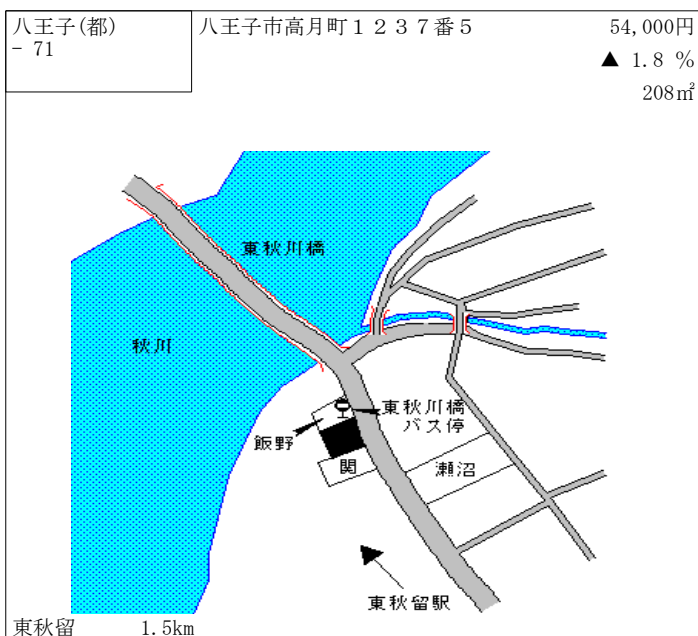 八王子(都)
- 71
八王子市高月町１２３７番５
54,000円
▲ 1.8 %
208㎡
東秋川橋
秋川
東秋川橋
バス停
飯野
関
瀬沼
東秋留駅
東秋留 1.5km